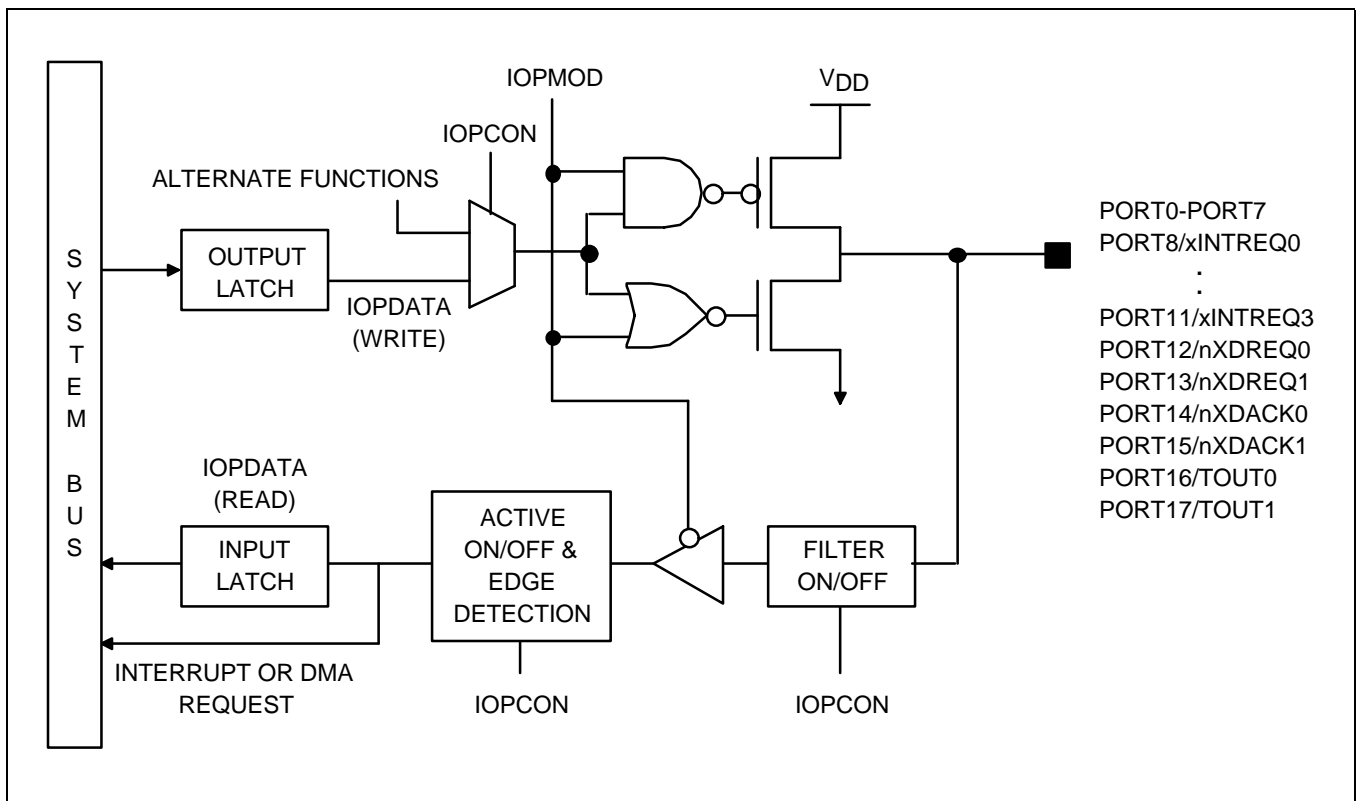 IOPMOD
VDD
IOPCON
ALTERNATE FUNCTIONS
SYSTEM BUS
OUTPUT
LATCH
IOPDATA
(WRITE)
PORT0-PORT7
PORT8/xINTREQ0
.
.
PORT11/xINTREQ3
PORT12/nXDREQ0
PORT13/nXDREQ1
PORT14/nXDACK0
PORT15/nXDACK1
PORT16/TOUT0
PORT17/TOUT1
IOPDATA
(READ)
INPUT
LATCH
ACTIVE
ON/OFF &
EDGE
DETECTION
FILTER
ON/OFF
INTERRUPT OR DMA
REQUEST
IOPCON
IOPCON